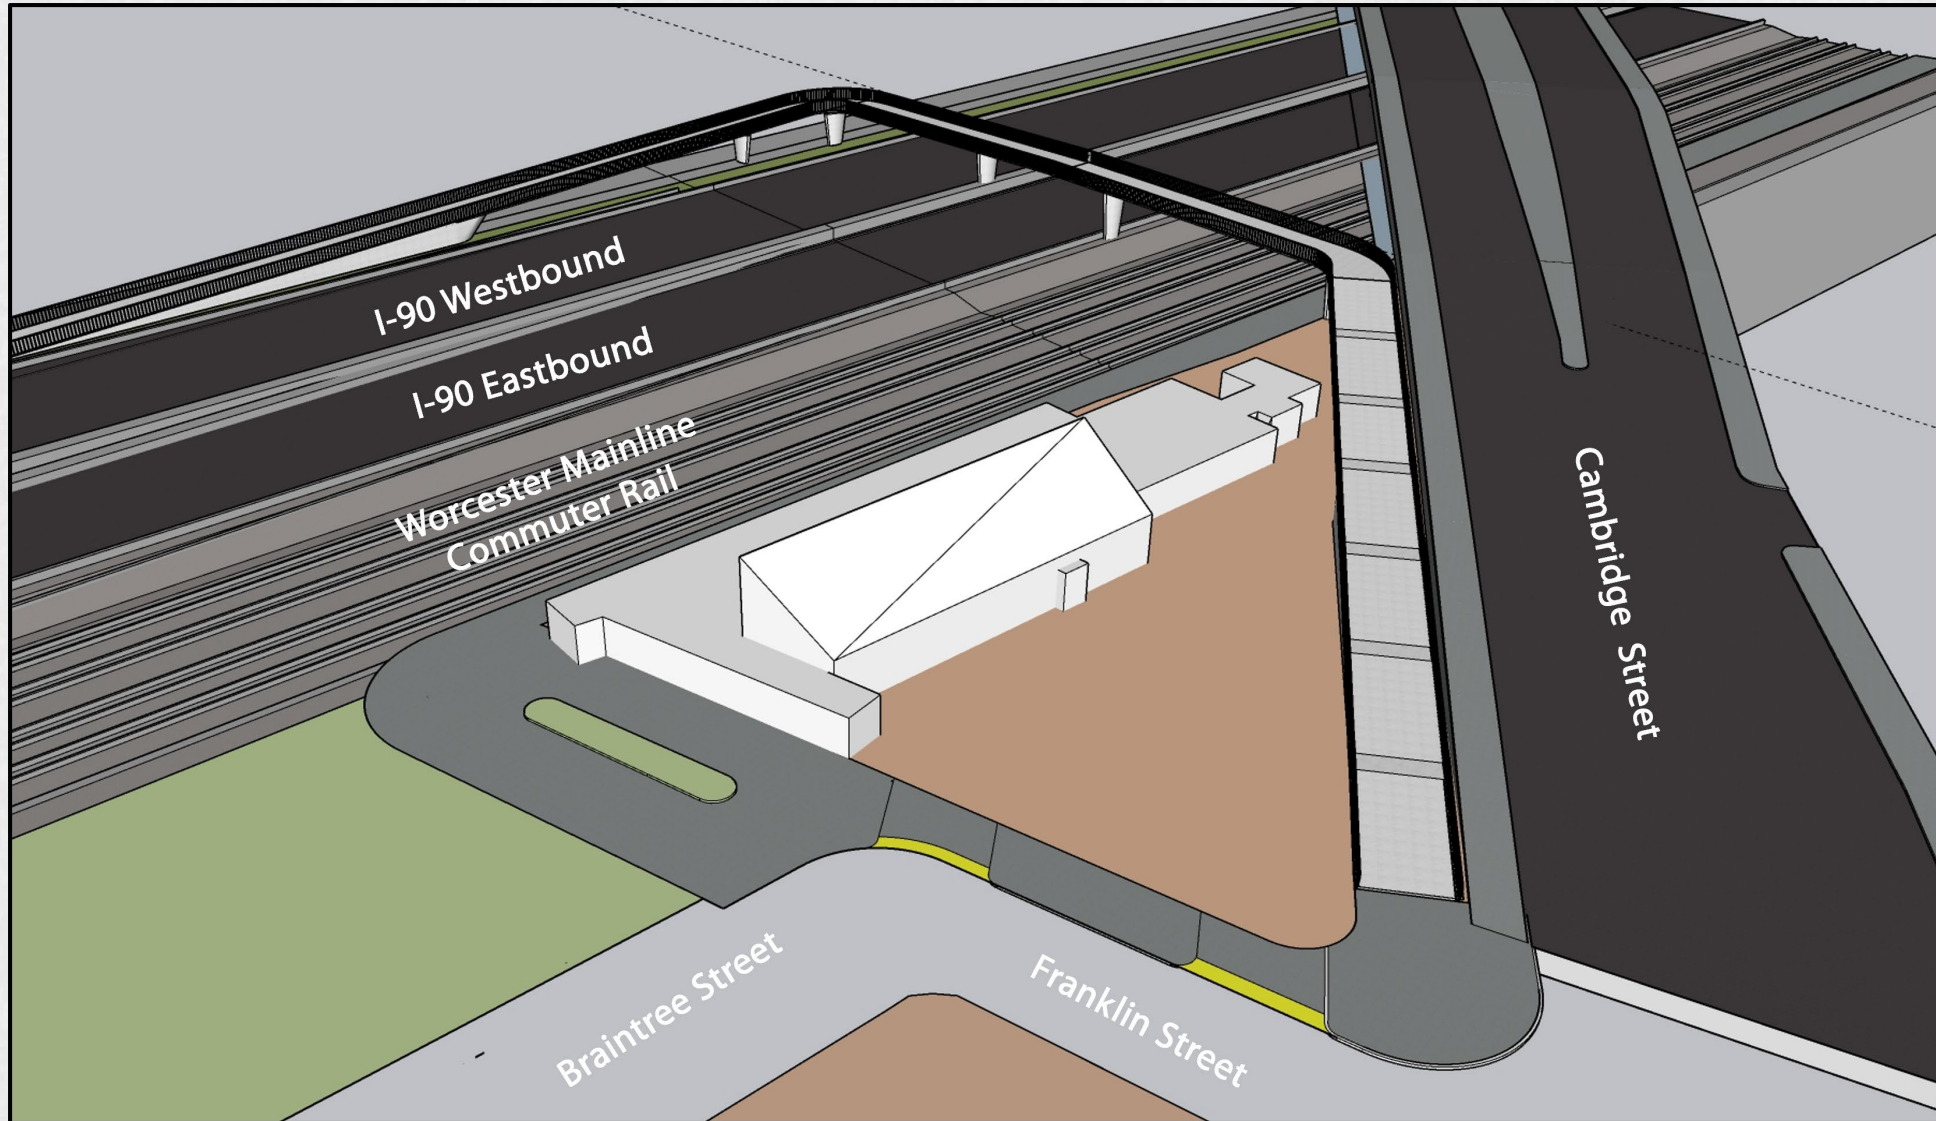 I-90 Westbound
I-90 Eastbound
Worcester Mainline
Commuter Rail
Cambridge Street
Braintree Street
Franklin Street